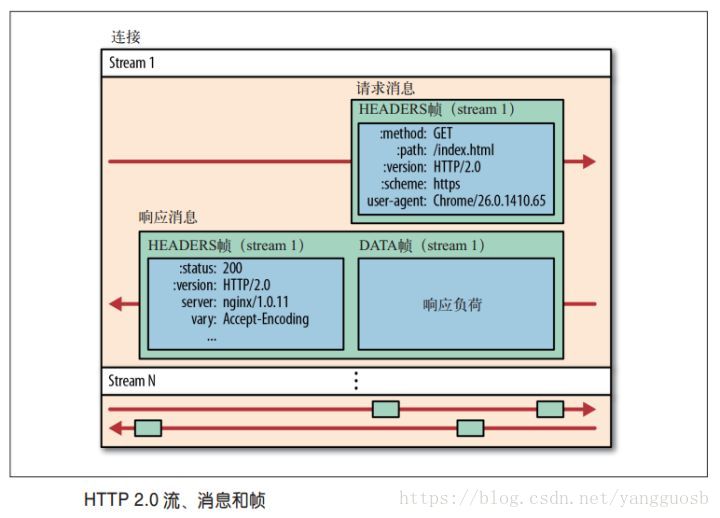 连接
Stream 1
请求消息
HEADERS帧（stream 1）
:method: GET
:path: /index.html
:version: HTTP/2.0
:scheme: https
user-agent: Chrome/26.0.1410.65
响应消息
HEADERS帧（stream 1）
:status: 200
:version: HTTP/2.0
server: nginx/1.0.11
vary: Accept-Encoding
...
DATA帧（stream 1）
响应负荷
Stream N
HTTP 2.0 流、消息和帧
https://blog.csdn.net/yangguosb